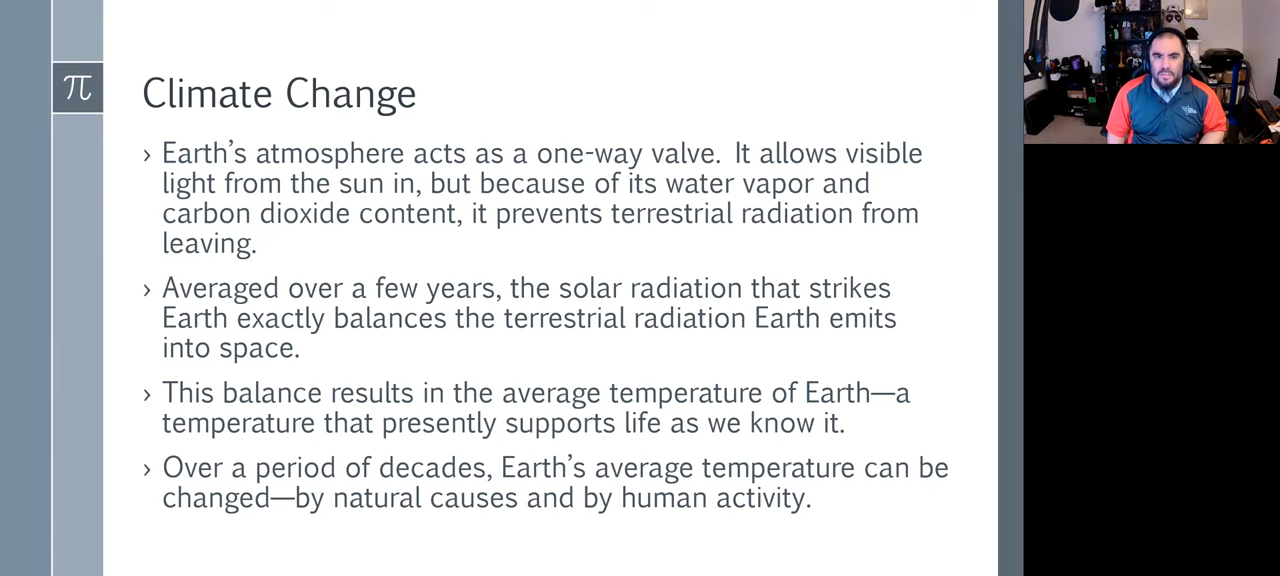 π
Climate Change
› Earth’s atmosphere acts as a one-way valve. It allows visible
light from the sun in, but because of its water vapor and
carbon dioxide content, it prevents terrestrial radiation from
leaving.
› Averaged over a few years, the solar radiation that strikes
Earth exactly balances the terrestrial radiation Earth emits
into space.
› This balance results in the average temperature of Earth—a
temperature that presently supports life as we know it.
› Over a period of decades, Earth’s average temperature can be
changed—by natural causes and by human activity.